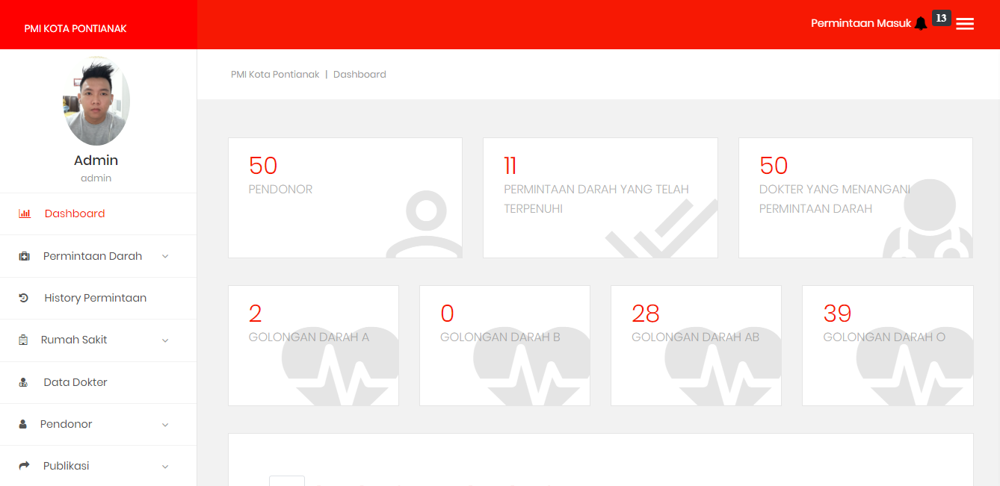 PMI KOTA PONTIANAK
Permintaan Masuk 13
Admin
admin
Dashboard
Permintaan Darah
History Permintaan
Rumah Sakit
Data Dokter
Pendonor
Publikasi
PMI Kota Pontianak | Dashboard
50
PENDONOR
11
PERMINTAAN DARAH YANG TELAH
TERPENUHI
50
DOKTER YANG MENANGANI
PERMINTAAN DARAH
2
GOLONGAN DARAH A
0
GOLONGAN DARAH B
28
GOLONGAN DARAH AB
39
GOLONGAN DARAH O